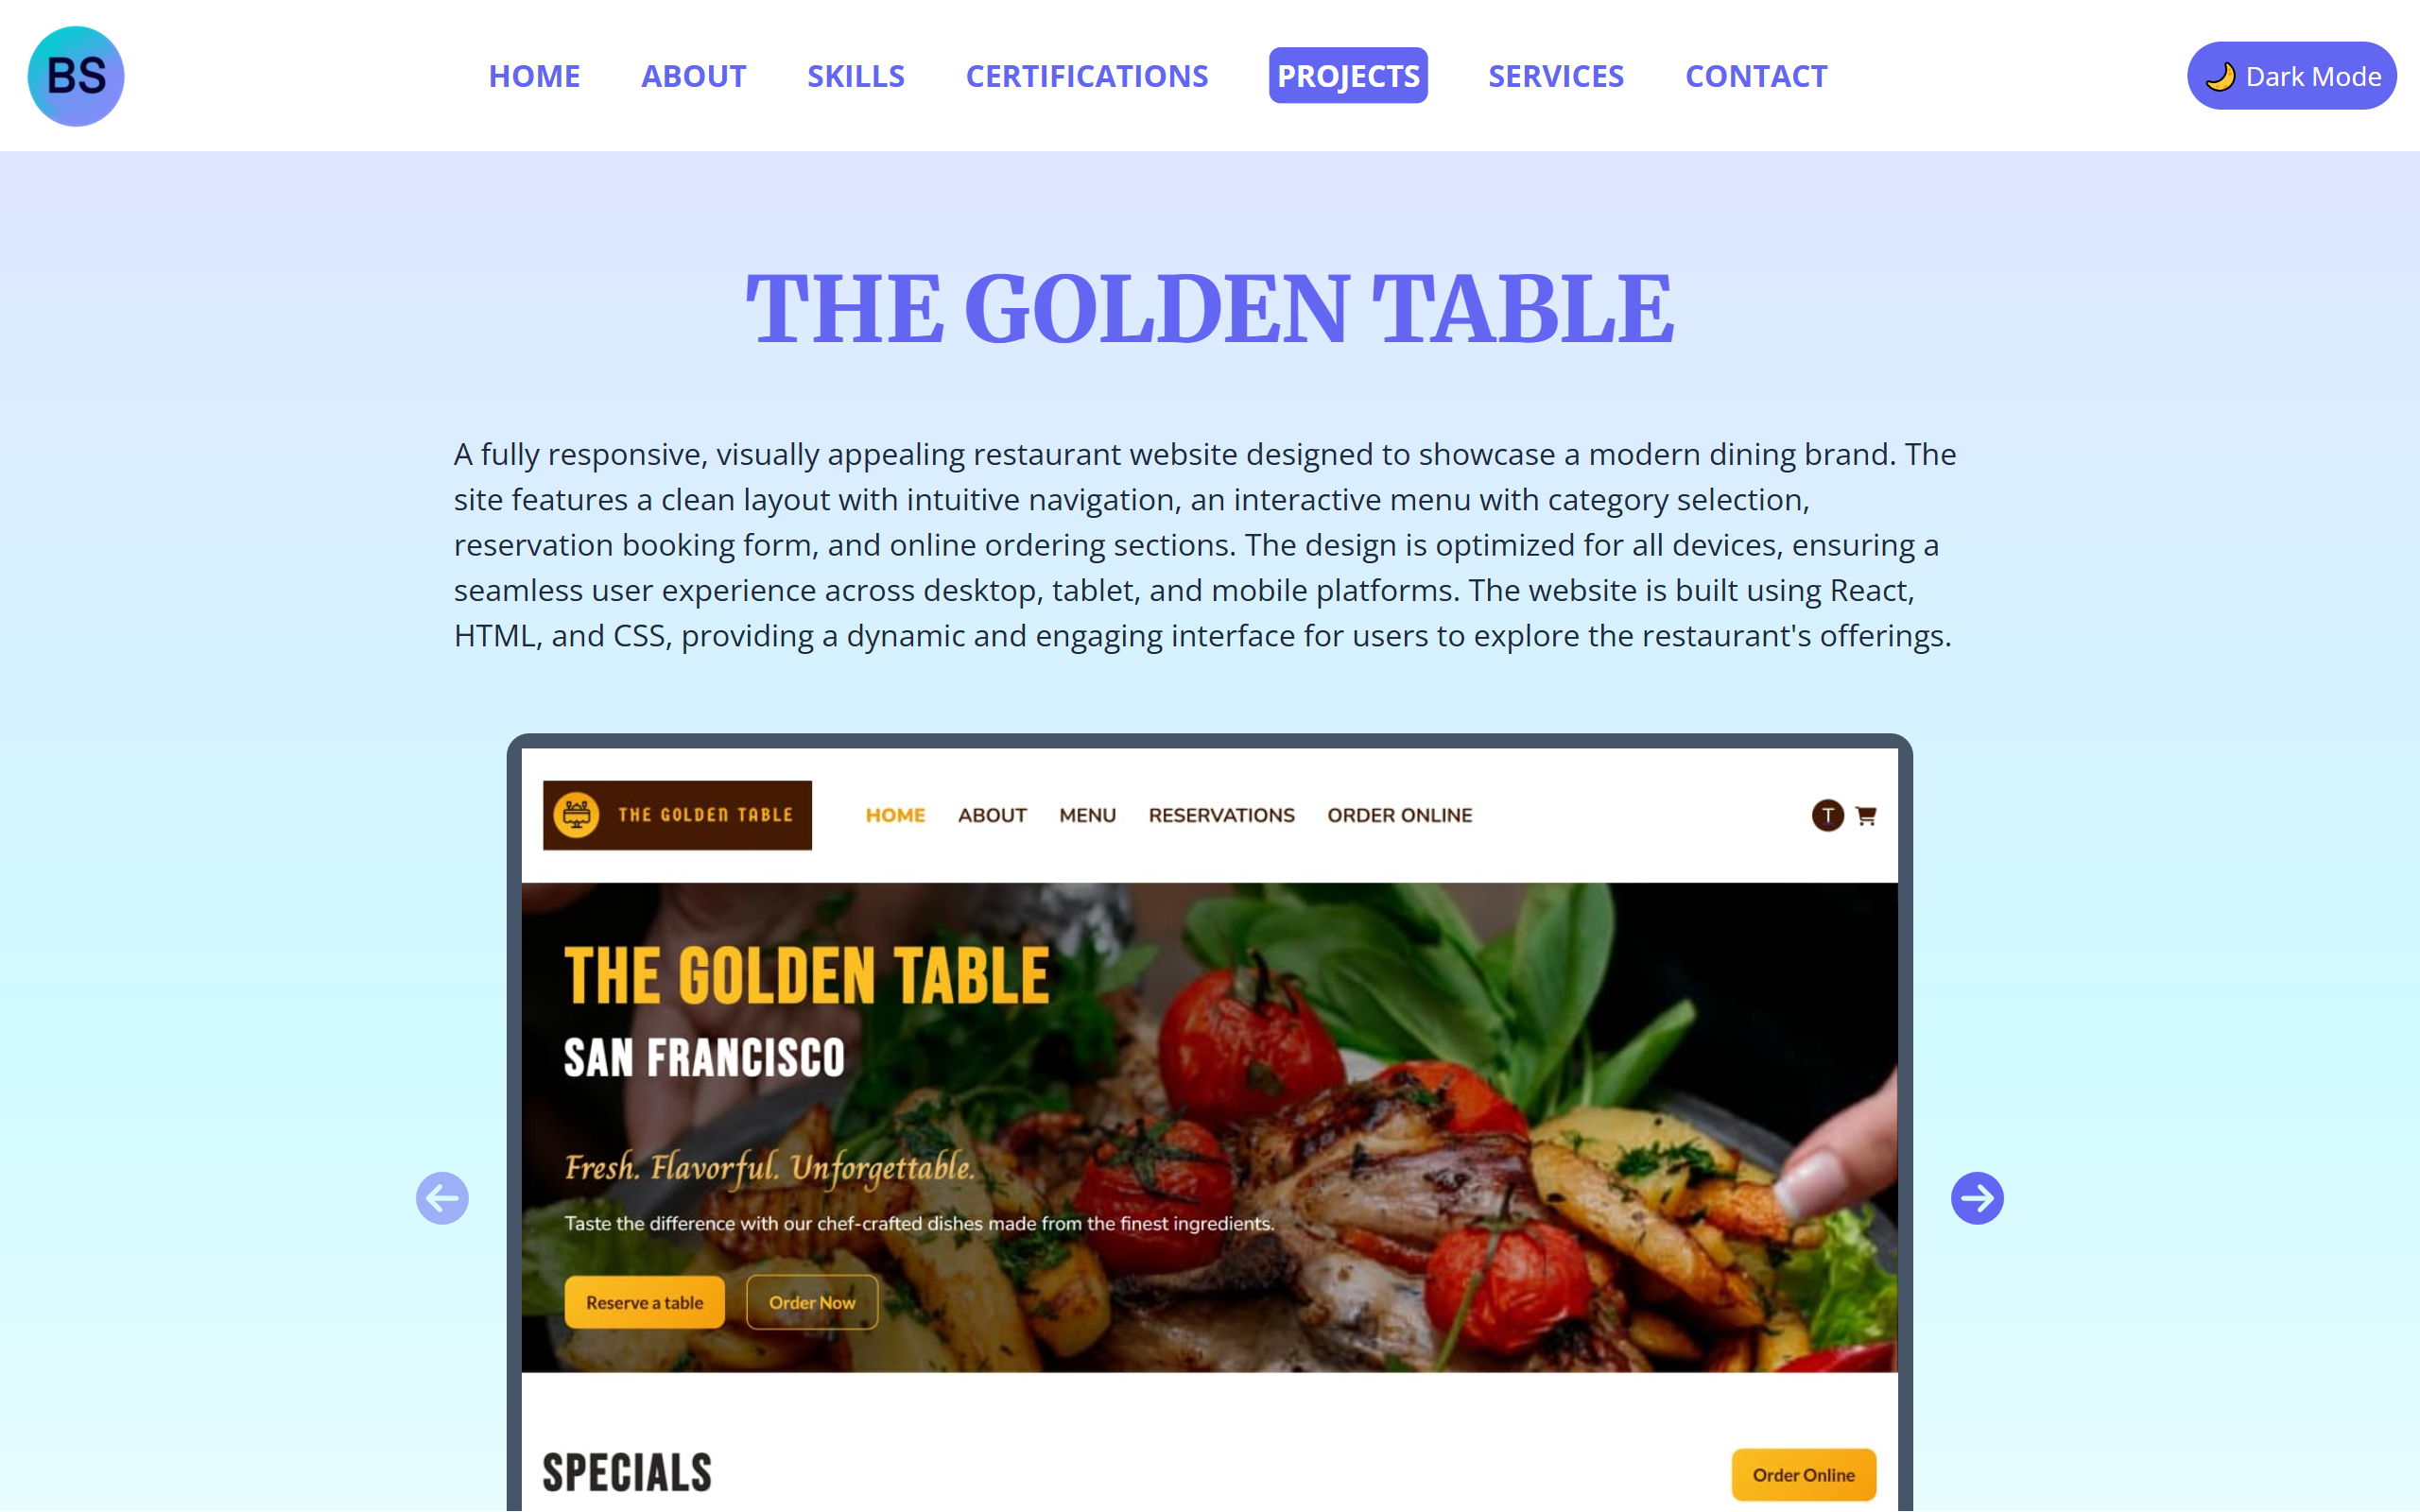 BS
HOME ABOUT SKILLS CERTIFICATIONS PROJECTS SERVICES CONTACT
🌙 Dark Mode
THE GOLDEN TABLE
A fully responsive, visually appealing restaurant website designed to showcase a modern dining brand. The
site features a clean layout with intuitive navigation, an interactive menu with category selection,
reservation booking form, and online ordering sections. The design is optimized for all devices, ensuring a
seamless user experience across desktop, tablet, and mobile platforms. The website is built using React,
HTML, and CSS, providing a dynamic and engaging interface for users to explore the restaurant's offerings.
THE GOLDEN TABLE
HOME ABOUT MENU RESERVATIONS ORDER ONLINE
T
THE GOLDEN TABLE
SAN FRANCISCO
Fresh. Flavorful. Unforgettable.
Taste the difference with our chef-crafted dishes made from the finest ingredients.
Reserve a table Order Now
SPECIALS
Order Online